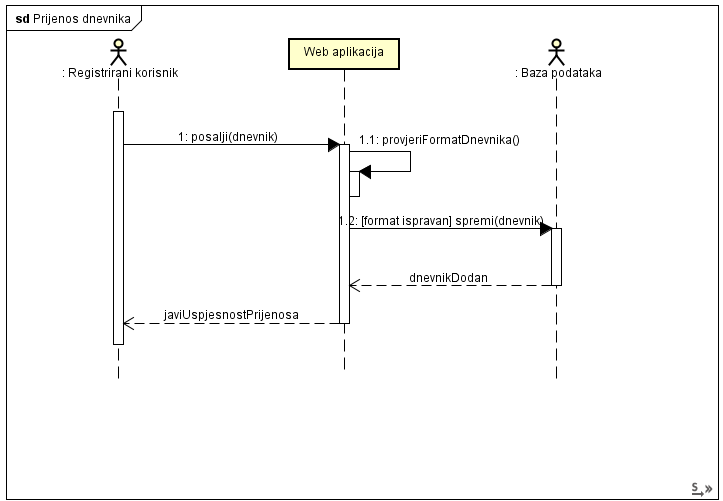 sd Prijenos dnevnika
: Registrirani korisnik
Web aplikacija
: Baza podataka
1: posalji(dnevnik)
1.1: provjeriFormatDnevnika()
1.2: [format ispravan] spremi(dnevnik)
dnevnikDodan
javiUspjesnostPrijenosa
S